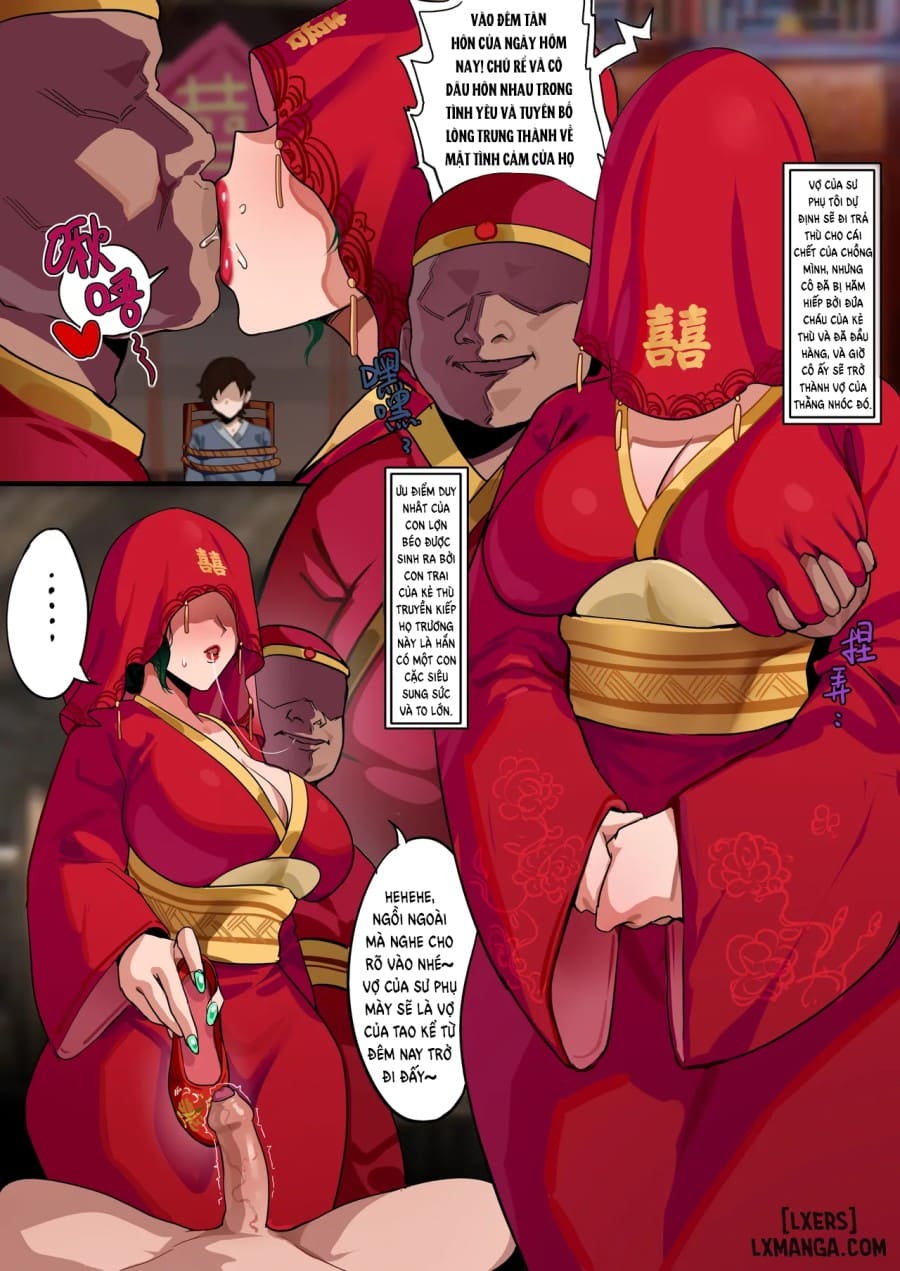 VÀO ĐÊM TÂN
HÔN CỦA NGÀY HÔM
NAY! CHÚ RỂ VÀ CÔ
DÂU HÔN NHAU TRONG
TÌNH YÊU VÀ TUYÊN BỐ
LÒNG TRUNG THÀNH VỀ
MẶT TÌNH CẢM CỦA HỌ
VỢ CỦA SƯ
PHỤ TÔI DỰ
ĐỊNH SẼ ĐI TRẢ
THÙ CHO CÁI
CHẾT CỦA CHỒNG
MÌNH, NHƯNG
CÔ ĐÃ BỊ HÃM
HIẾP BỞI ĐỨA
CHÁU CỦA KẺ
THÙ VÀ ĐÃ ĐẦU
HÀNG, VÀ GIỜ
CÔ ẤY SẼ TRỞ
THÀNH VỢ CỦA
THẰNG NHÓC ĐÓ.
囍
啾
唔
囍
嘿
嘿
ƯU ĐIỂM DUY
NHẤT CỦA
CON LỢN
BÉO ĐƯỢC
SINH RA BỞI
CON TRAI
CỦA KẺ THÙ
TRUYỀN KIẾP
HỌ TRƯƠNG
NÀY LÀ HẮN
CÓ MỘT CON
CẶC SIÊU
SUNG SỨC
VÀ TO LỚN.
捏
弄
.....
囍
HEHEHE,
NGỒI NGOÀI
MÀ NGHE CHO
RÕ VÀO NHÉ~
VỢ CỦA SƯ PHỤ
MÀY SẼ LÀ VỢ
CỦA TAO KỂ TỪ
ĐÊM NAY TRỞ
ĐI ĐẤY~
[LXERS]
LXMANGA.COM